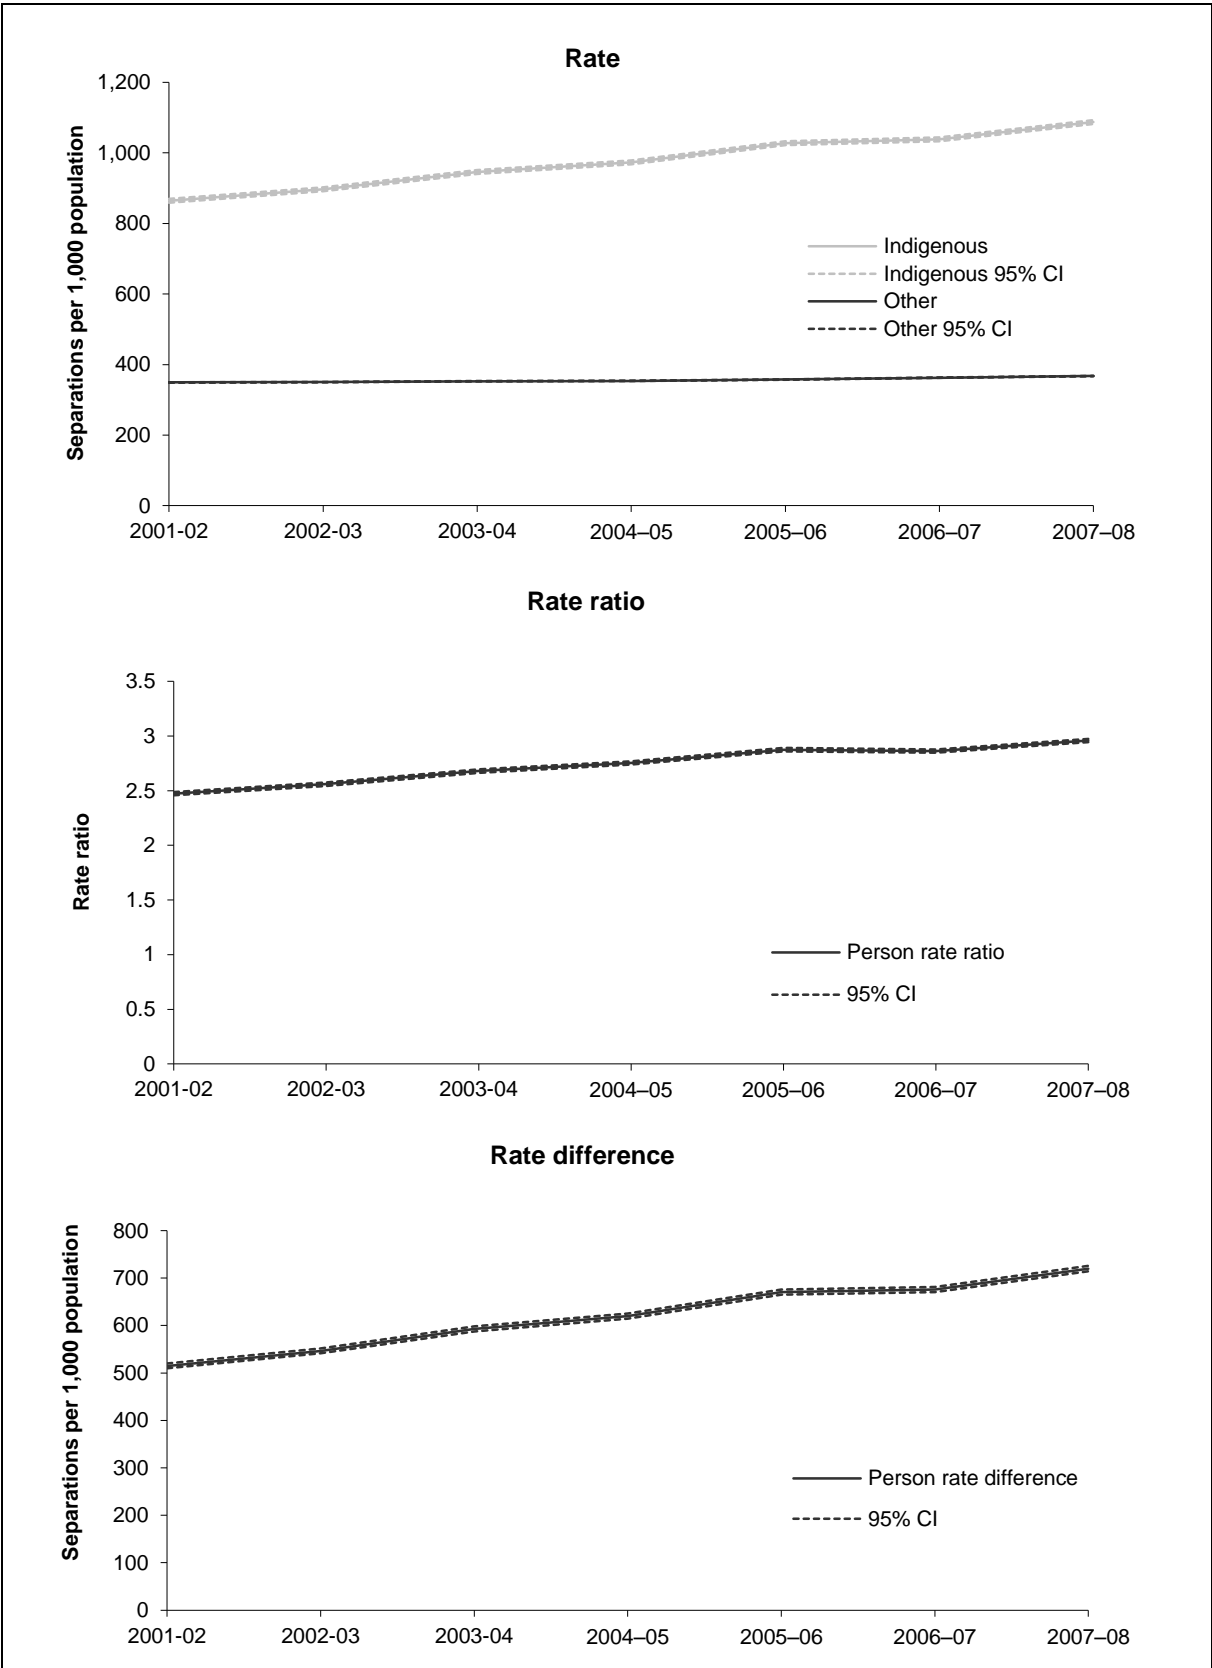 Rate
Separations per 1,000 population
1,200
1,000
800
600
400
200
0
Indigenous
Indigenous 95% CI
Other
Other 95% CI
2001-02 2002-03 2003-04 2004–05 2005–06 2006–07 2007–08
Rate ratio
Rate ratio
3.5
3
2.5
2
1.5
1
0.5
0
Person rate ratio
95% CI
2001-02 2002-03 2003-04 2004–05 2005–06 2006–07 2007–08
Rate difference
Separations per 1,000 population
800
700
600
500
400
300
200
100
0
Person rate difference
95% CI
2001-02 2002-03 2003-04 2004–05 2005–06 2006–07 2007–08